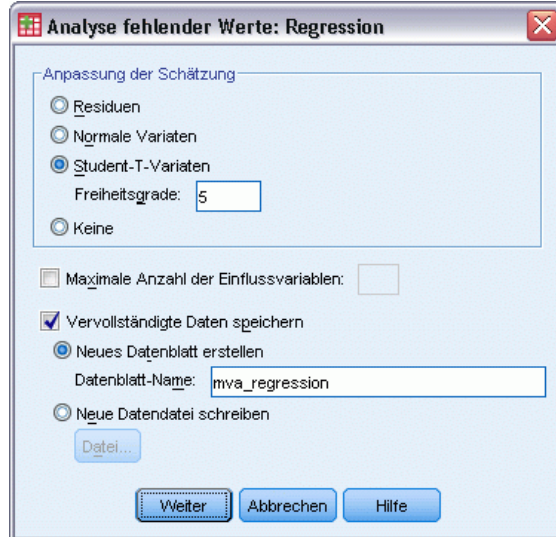 Analyse fehlender Werte: Regression
Anpassung der Schätzung
Residuen
Normale Variaten
Student-T-Variaten
Freiheitsgrade: 5
Keine
Maximale Anzahl der Einflussvariablen:
Vervollständigte Daten speichern
Neues Datenblatt erstellen
Datenblatt-Name: mva_regression
Neue Datendatei schreiben
Datei...
Weiter Abbrechen Hilfe